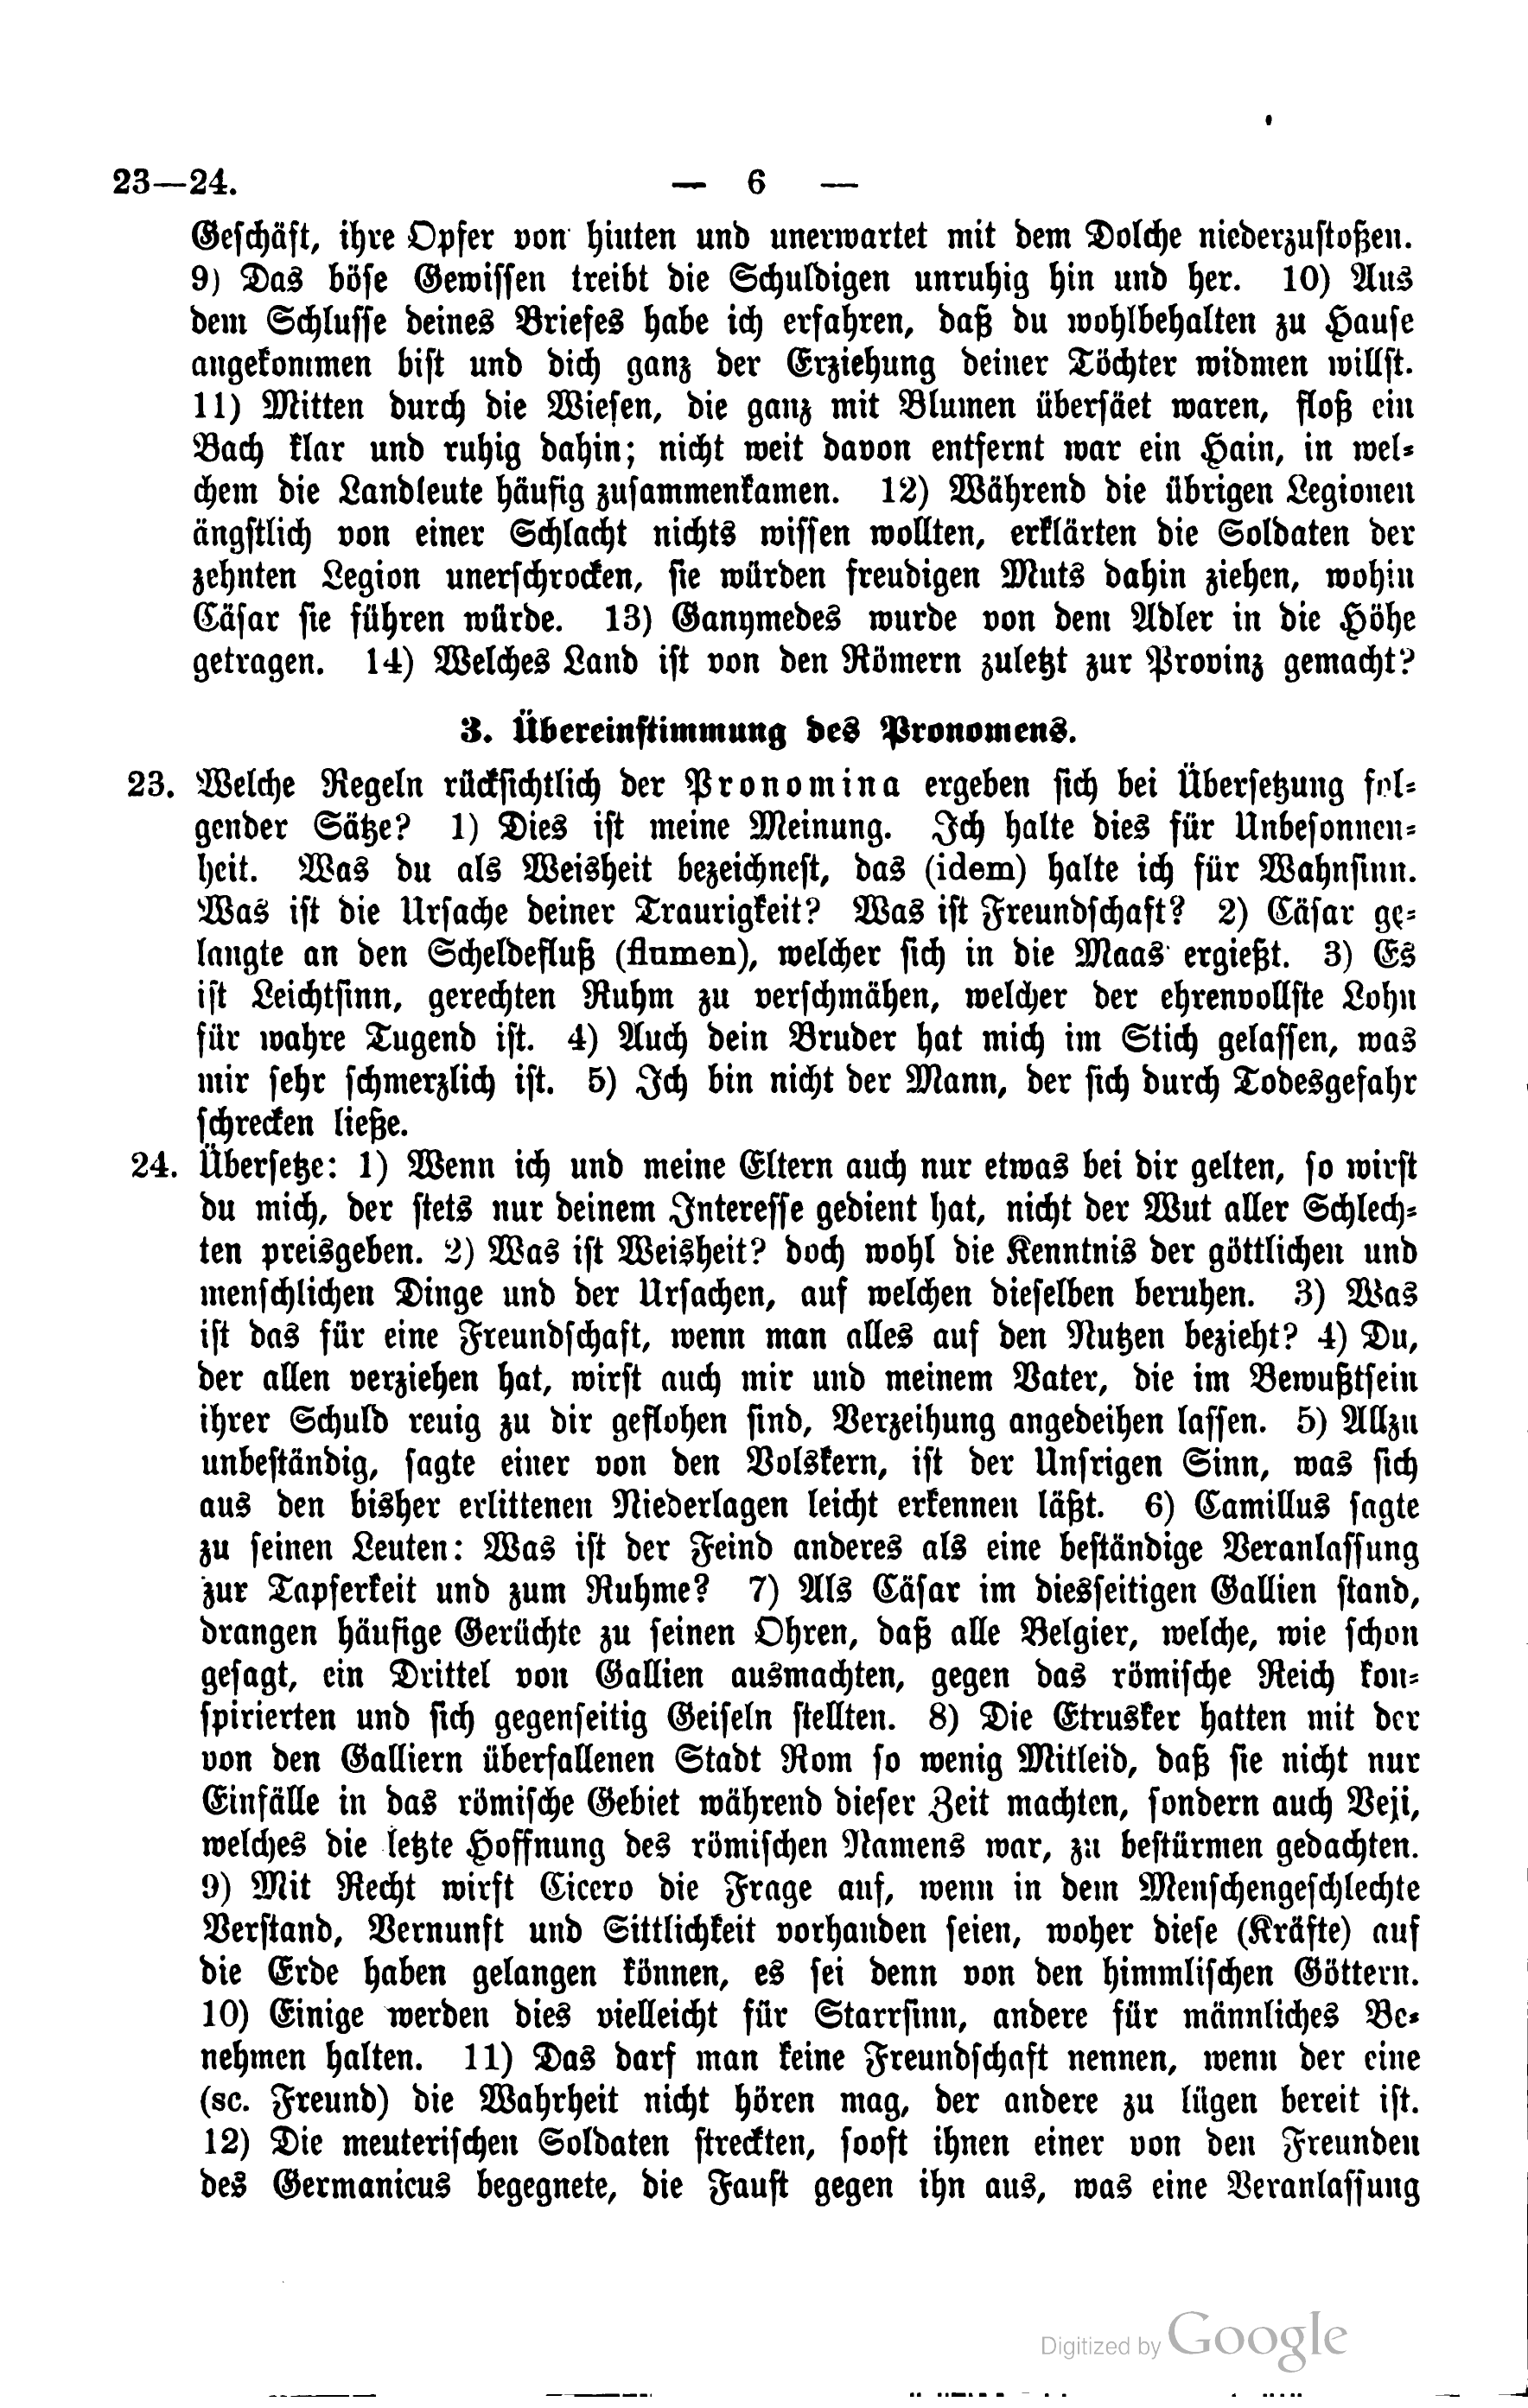 23—24.
— 6 —
Geschäft, ihre Opfer von hinten und unerwartet mit dem Dolche niederzustoßen.
9) Das böse Gewissen treibt die Schuldigen unruhig hin und her. 10) Aus
dem Schlusse deines Briefes habe ich erfahren, daß du wohlbehalten zu Hause
angekommen bist und dich ganz der Erziehung deiner Töchter widmen willst.
11) Mitten durch die Wiesen, die ganz mit Blumen übersäet waren, floß ein
Bach klar und ruhig dahin; nicht weit davon entfernt war ein Hain, in wel-
chem die Landleute häufig zusammenkamen. 12) Während die übrigen Legionen
ängstlich von einer Schlacht nichts wissen wollten, erklärten die Soldaten der
zehnten Legion unerschrocken, sie würden freudigen Muts dahin ziehen, wohin
Cäsar sie führen würde. 13) Ganymedes wurde von dem Adler in die Höhe
getragen. 14) Welches Land ist von den Römern zuletzt zur Provinz gemacht?
3. Übereinstimmung des Pronomens.
23. Welche Regeln rücksichtlich der Pronomina ergeben sich bei Übersetzung fol-
gender Sätze? 1) Dies ist meine Meinung. Ich halte dies für Unbesonnen-
heit. Was du als Weisheit bezeichnest, das (idem) halte ich für Wahnsinn.
Was ist die Ursache deiner Traurigkeit? Was ist Freundschaft? 2) Cäsar ge-
langte an den Scheldefluß (flumen), welcher sich in die Maas ergießt. 3) Es
ist Leichtsinn, gerechten Ruhm zu verschmähen, welcher der ehrenvollste Lohn
für wahre Tugend ist. 4) Auch dein Bruder hat mich im Stich gelassen, was
mir sehr schmerzlich ist. 5) Ich bin nicht der Mann, der sich durch Todesgefahr
schrecken ließe.
24. Übersetze: 1) Wenn ich und meine Eltern auch nur etwas bei dir gelten, so wirst
du mich, der stets nur deinem Interesse gedient hat, nicht der Wut aller Schlech-
ten preisgeben. 2) Was ist Weisheit? doch wohl die Kenntnis der göttlichen und
menschlichen Dinge und der Ursachen, auf welchen dieselben beruhen. 3) Was
ist das für eine Freundschaft, wenn man alles auf den Nutzen bezieht? 4) Du,
der allen verziehen hat, wirst auch mir und meinem Vater, die im Bewußtsein
ihrer Schuld reuig zu dir geflohen sind, Verzeihung angedeihen lassen. 5) Allzu
unbeständig, sagte einer von den Volskern, ist der Unsrigen Sinn, was sich
aus den bisher erlittenen Niederlagen leicht erkennen läßt. 6) Camillus sagte
zu seinen Leuten: Was ist der Feind anderes als eine beständige Veranlassung
zur Tapferkeit und zum Ruhme? 7) Als Cäsar im diesseitigen Gallien stand,
drangen häufige Gerüchte zu seinen Ohren, daß alle Belgier, welche, wie schon
gesagt, ein Drittel von Gallien ausmachten, gegen das römische Reich kon-
spirierten und sich gegenseitig Geiseln stellten. 8) Die Etrusker hatten mit der
von den Galliern überfallenen Stadt Rom so wenig Mitleid, daß sie nicht nur
Einfälle in das römische Gebiet während dieser Zeit machten, sondern auch Veji,
welches die letzte Hoffnung des römischen Namens war, zu bestürmen gedachten.
9) Mit Recht wirft Cicero die Frage auf, wenn in dem Menschengeschlechte
Verstand, Vernunft und Sittlichkeit vorhanden seien, woher diese (Kräfte) auf
die Erde haben gelangen können, es sei denn von den himmlischen Göttern.
10) Einige werden dies vielleicht für Starrsinn, andere für männliches Be-
nehmen halten. 11) Das darf man keine Freundschaft nennen, wenn der eine
(sc. Freund) die Wahrheit nicht hören mag, der andere zu lügen bereit ist.
12) Die meuterischen Soldaten streckten, sooft ihnen einer von den Freunden
des Germanicus begegnete, die Faust gegen ihn aus, was eine Veranlassung
Digitized by Google